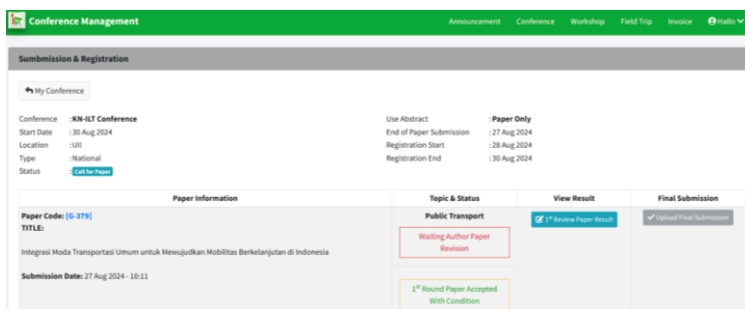 Conference Management
Announcement Conference Workshop Field Trip Invoice Hallo
Sumbmission & Registration
My Conference
Conference :KN-ILT Conference
Start Date :30 Aug 2024
Location :UII
Type :National
Status :Call for Paper
Use Abstract :Paper Only
End of Paper Submission :27 Aug 2024
Registration Start :28 Aug 2024
Registration End :30 Aug 2024
Paper Information Topic & Status View Result Final Submission
Paper Code: [G-379]
TITLE:
Integrasi Moda Transportasi Umum untuk Mewujudkan Mobilitas Berkelanjutan di Indonesia
Submission Date: 27 Aug 2024 - 10:11
Public Transport
Waiting Author Paper
Revision
1st Round Paper Accepted
With Condition
1st Review Paper Result
Upload Final Submission